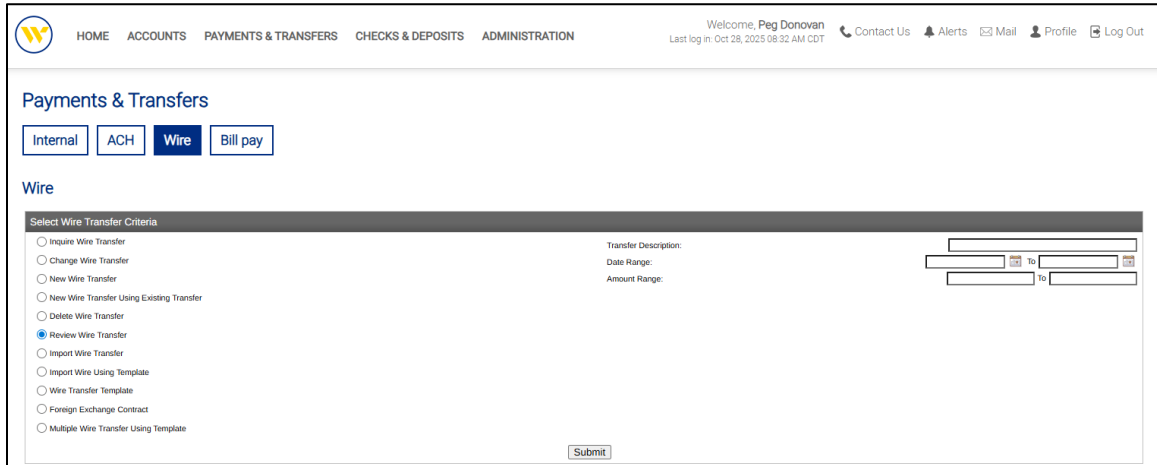 W
HOME ACCOUNTS PAYMENTS & TRANSFERS CHECKS & DEPOSITS ADMINISTRATION
Welcome, Peg Donovan
Last log in: Oct 28, 2025 08:32 AM CDT
Contact Us Alerts Mail Profile Log Out
Payments & Transfers
Internal ACH Wire Bill pay
Wire
Select Wire Transfer Criteria
Inquire Wire Transfer
Change Wire Transfer
New Wire Transfer
New Wire Transfer Using Existing Transfer
Delete Wire Transfer
Review Wire Transfer
Import Wire Transfer
Import Wire Using Template
Wire Transfer Template
Foreign Exchange Contract
Multiple Wire Transfer Using Template
Transfer Description:
Date Range: To
Amount Range: To
Submit